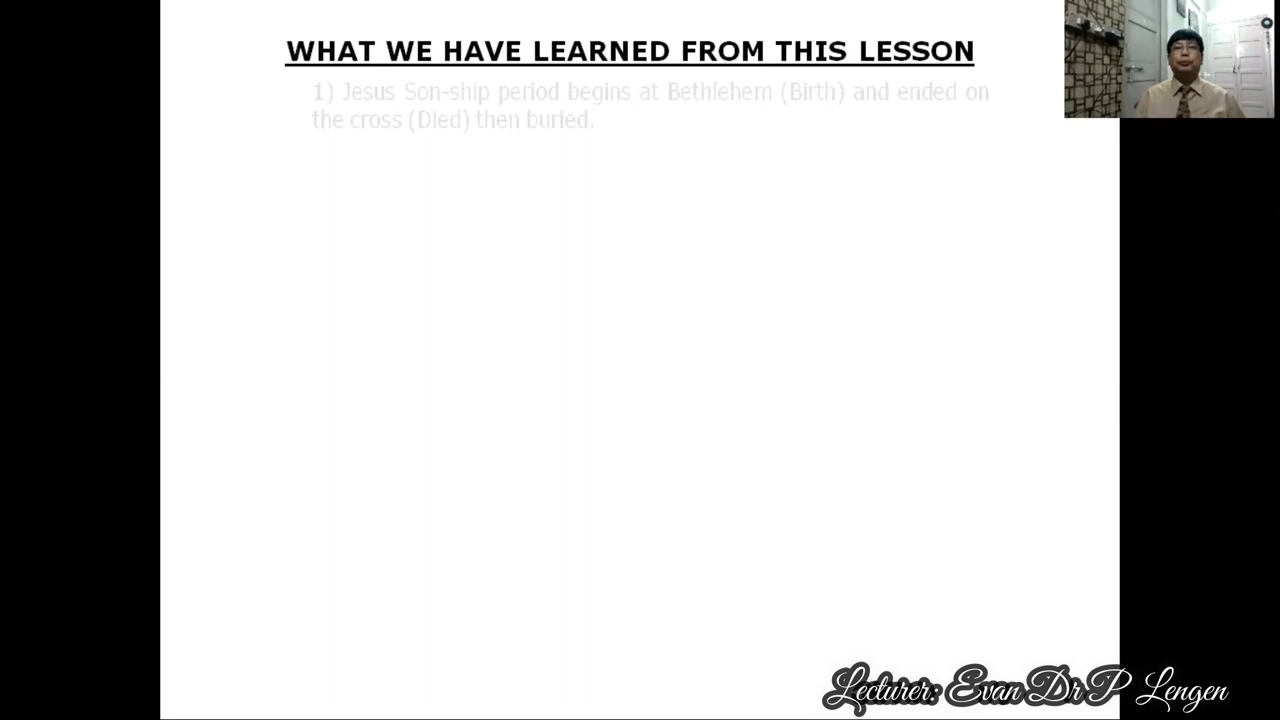 WHAT WE HAVE LEARNED FROM THIS LESSON
1) Jesus Son-ship period begins at Bethlehem (Birth) and ended on
the cross (Died) then buried.
Lecturer: Evan Dr P Lengen